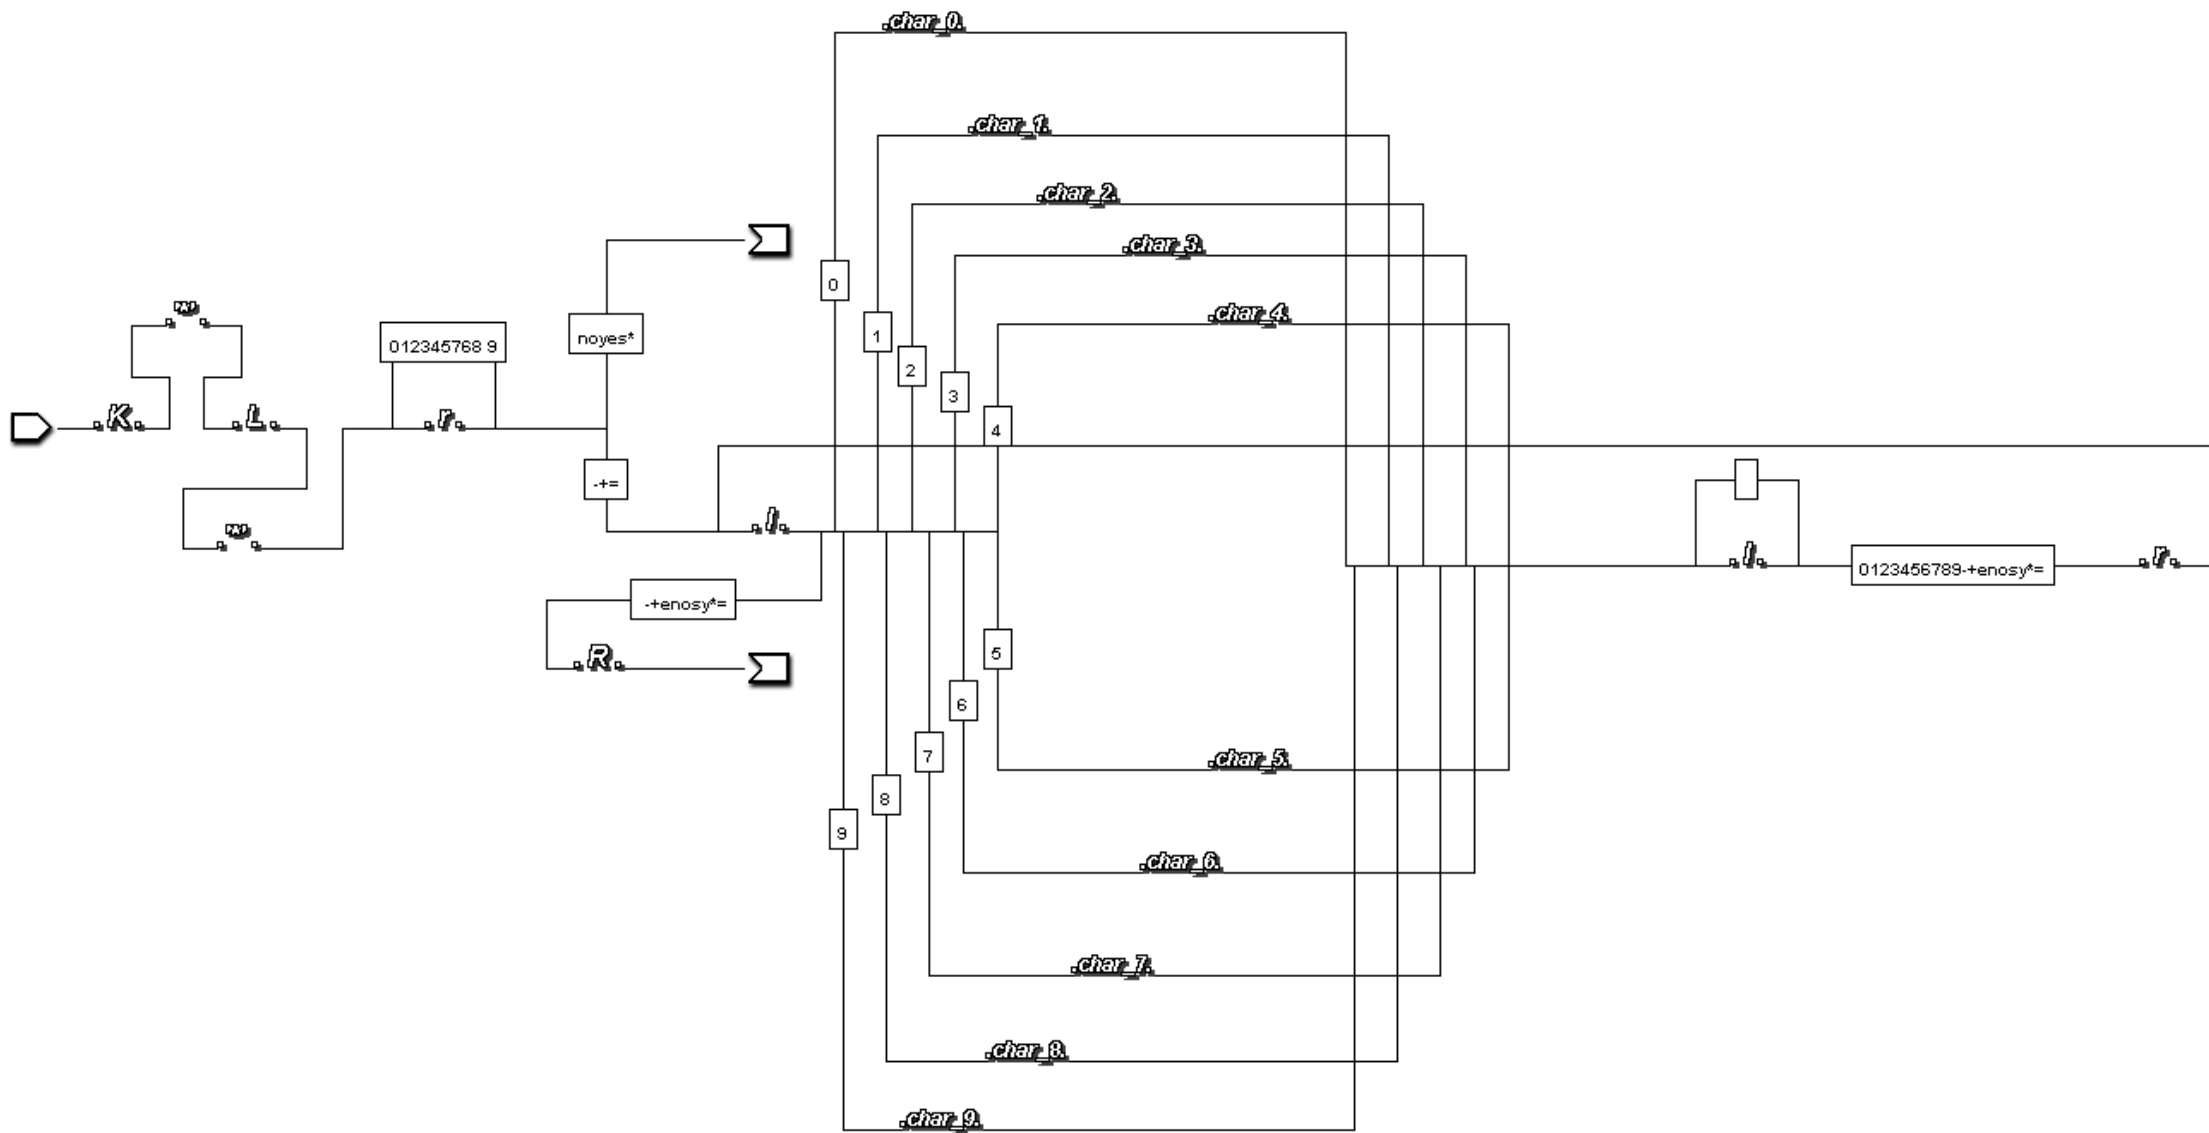 .char_0.
.char_1.
.char_2.
.char_3.
0
noyes*
1
.char_4.
012345768 9
2
3
.K.
.L.
.r.
4
-+=
.l.
.l.
.r.
0123456789-+enosy*=
-+enosy*=
.R.
5
6
7
.char_5.
8
9
.char_6.
.char_7.
.char_8.
.char_9.